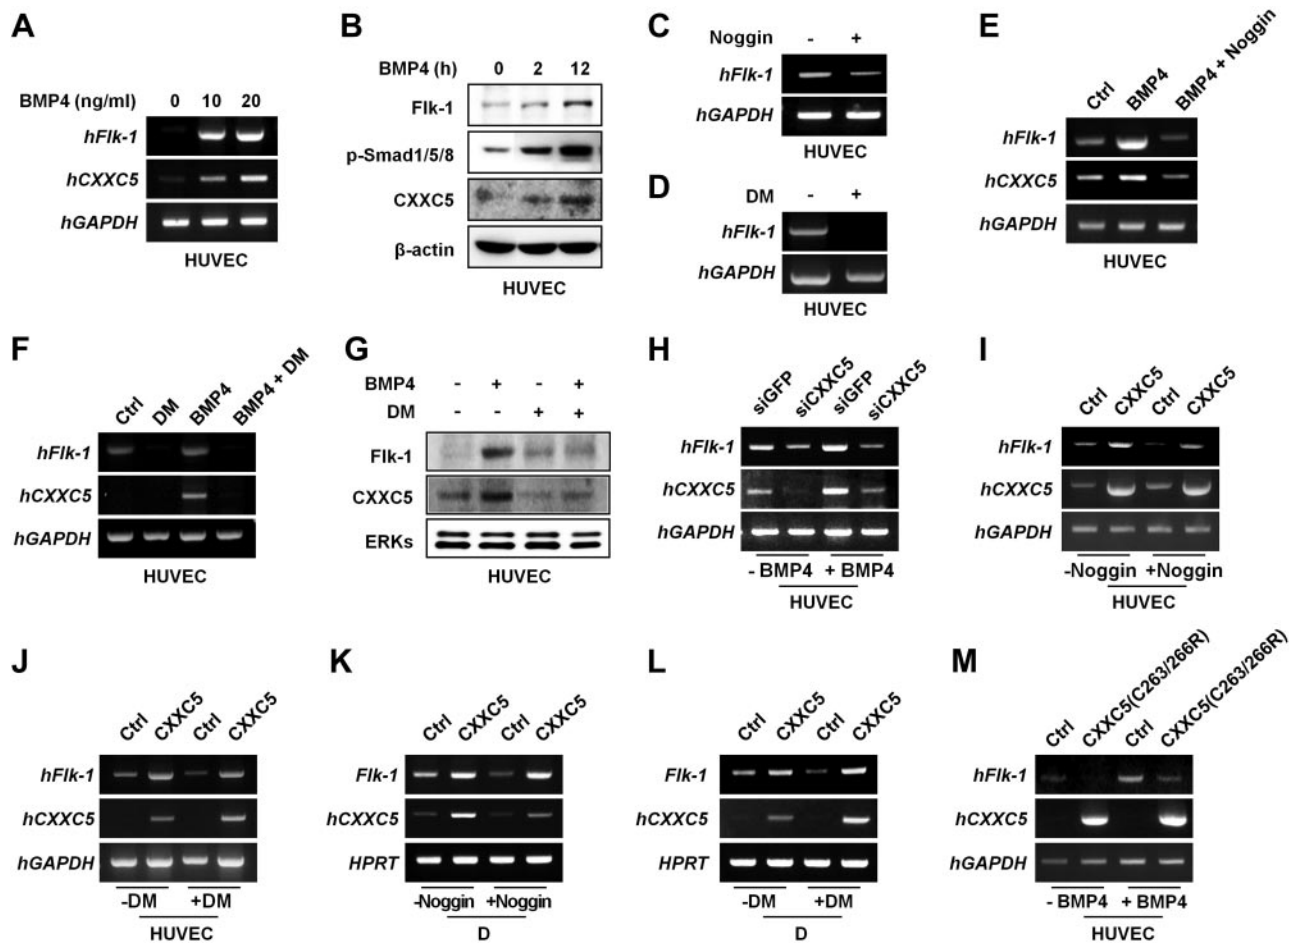 A
BMP4 (ng/ml) 0 10 20
hFlk-1
hCXXC5
hGAPDH
HUVEC
B
BMP4 (h) 0 2 12
Flk-1
p-Smad1/5/8
CXXC5
β-actin
HUVEC
C
Noggin - +
hFlk-1
hGAPDH
HUVEC
D
DM - +
hFlk-1
hGAPDH
HUVEC
E
Ctrl BMP4 BMP4 + Noggin
hFlk-1
hCXXC5
hGAPDH
HUVEC
F
Ctrl DM BMP4 BMP4 + DM
hFlk-1
hCXXC5
hGAPDH
HUVEC
G
BMP4 - + - +
DM - - + +
Flk-1
CXXC5
ERKs
HUVEC
H
siGFP siCXXC5 siGFP siCXXC5
hFlk-1
hCXXC5
hGAPDH
- BMP4 + BMP4
HUVEC
I
Ctrl CXXC5 Ctrl CXXC5
hFlk-1
hCXXC5
hGAPDH
-Noggin +Noggin
HUVEC
J
Ctrl CXXC5 Ctrl CXXC5
hFlk-1
hCXXC5
hGAPDH
-DM +DM
HUVEC
K
Ctrl CXXC5 Ctrl CXXC5
Flk-1
hCXXC5
HPRT
-Noggin +Noggin
D
L
Ctrl CXXC5 Ctrl CXXC5
Flk-1
hCXXC5
HPRT
-DM +DM
D
M
Ctrl CXXC5(C263/266R) Ctrl CXXC5(C263/266R)
hFlk-1
hCXXC5
hGAPDH
- BMP4 + BMP4
HUVEC